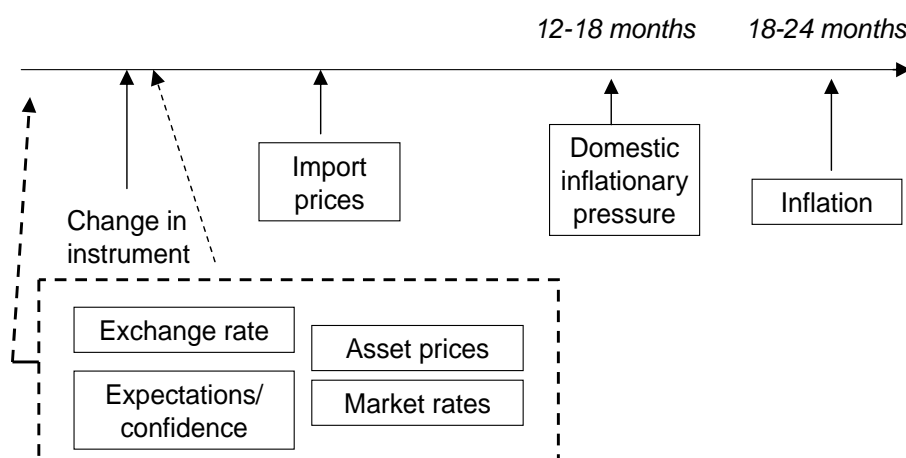 12-18 months
18-24 months
Import
prices
Domestic
inflationary
pressure
Inflation
Change in
instrument
Exchange rate
Asset prices
Expectations/
confidence
Market rates